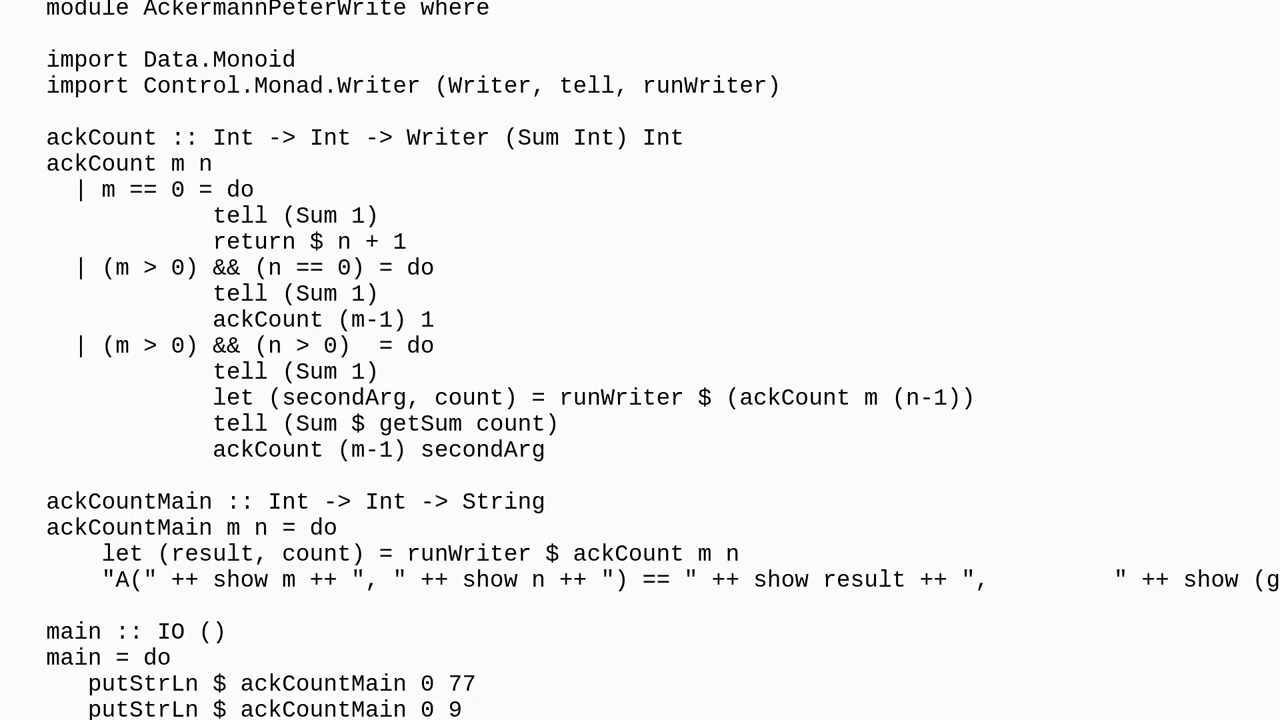 module AckermannPeterWrite where

import Data.Monoid
import Control.Monad.Writer (Writer, tell, runWriter)

ackCount :: Int -> Int -> Writer (Sum Int) Int
ackCount m n
  | m == 0 = do
            tell (Sum 1)
            return $ n + 1
  | (m > 0) && (n == 0) = do
            tell (Sum 1)
            ackCount (m-1) 1
  | (m > 0) && (n > 0)  = do
            tell (Sum 1)
            let (secondArg, count) = runWriter $ (ackCount m (n-1))
            tell (Sum $ getSum count)
            ackCount (m-1) secondArg

ackCountMain :: Int -> Int -> String
ackCountMain m n = do
    let (result, count) = runWriter $ ackCount m n
    "A(" ++ show m ++ ", " ++ show n ++ ") == " ++ show result ++ ",         " ++ show (g

main :: IO ()
main = do
   putStrLn $ ackCountMain 0 77
   putStrLn $ ackCountMain 0 9